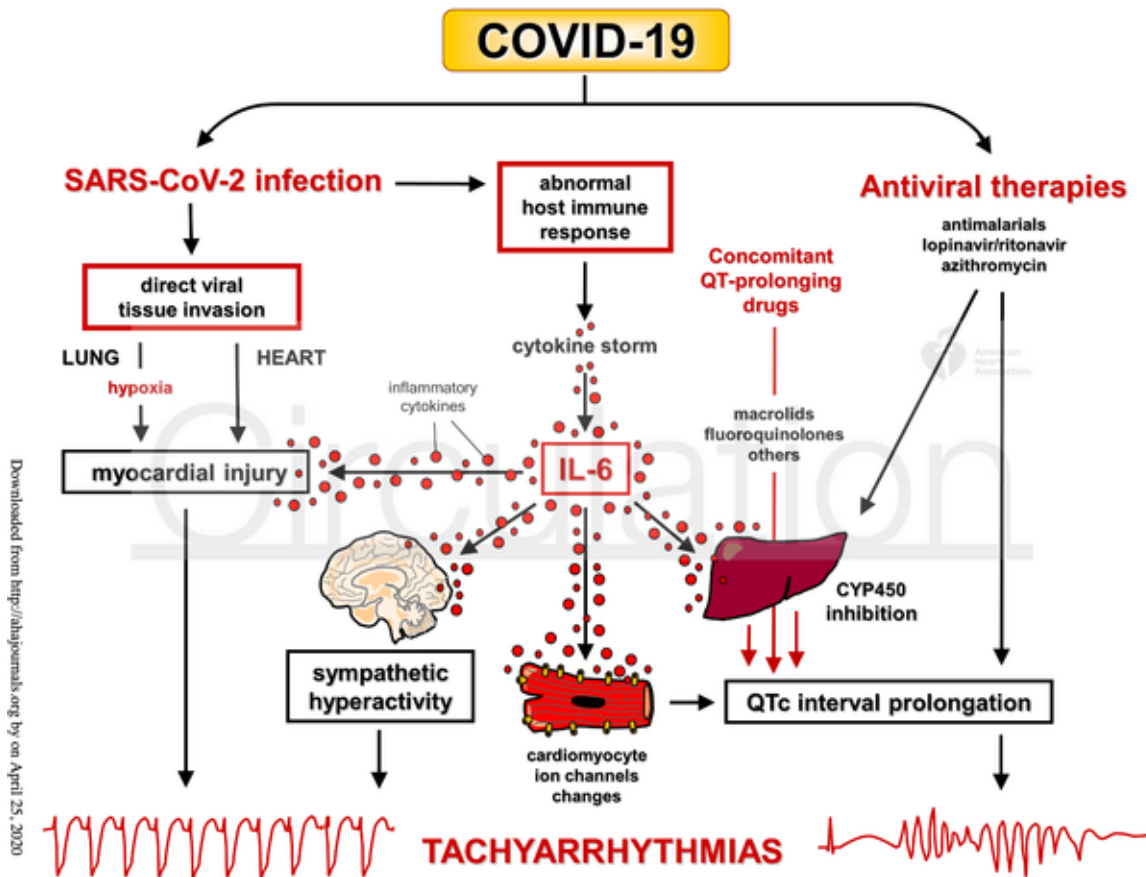 COVID-19
SARS-CoV-2 infection
abnormal
host immune
response
Antiviral therapies
antimalarials
lopinavir/ritonavir
azithromycin
direct viral
tissue invasion
Concomitant
QT-prolonging
drugs
LUNG
HEART
hypoxia
cytokine storm
American
Heart
Association.
inflammatory
cytokines
macrolids
fluoroquinolones
others
myocardial injury
IL-6
Circulation
CYP450
inhibition
sympathetic
hyperactivity
QTc interval prolongation
cardiomyocyte
ion channels
changes
TACHYARRHYTHMIAS
Downloaded from http://ahajournals.org by on April 25, 2020